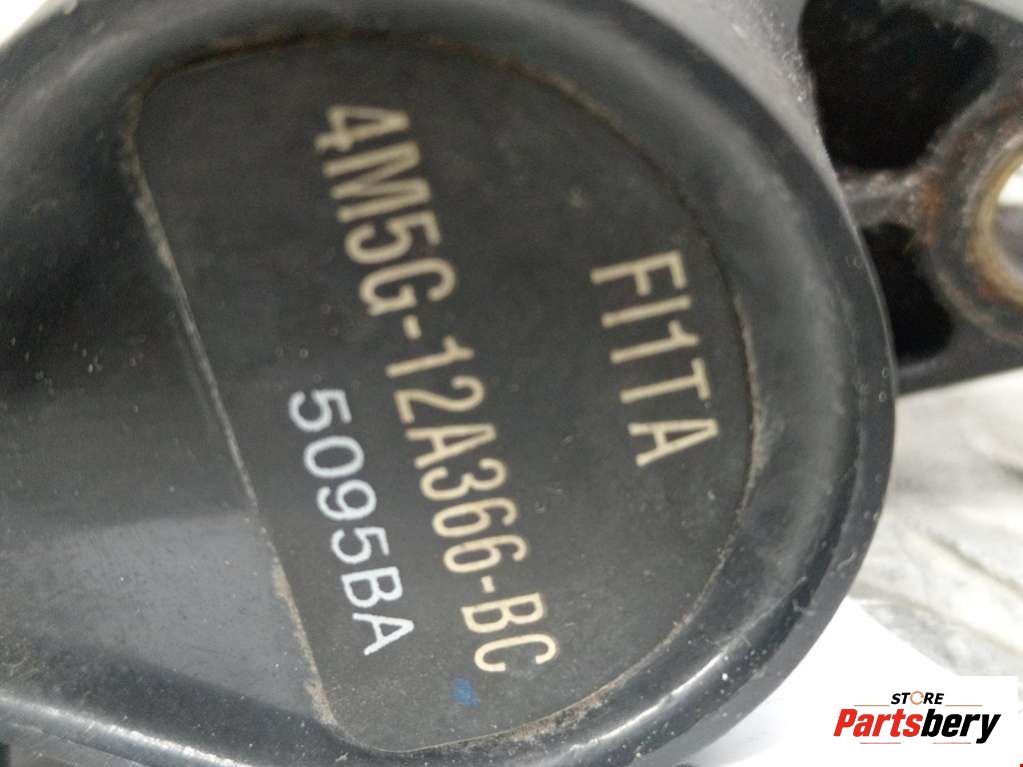 FI1TA
4M5G-12A366-BC
5095BA
STORE
Partsbery